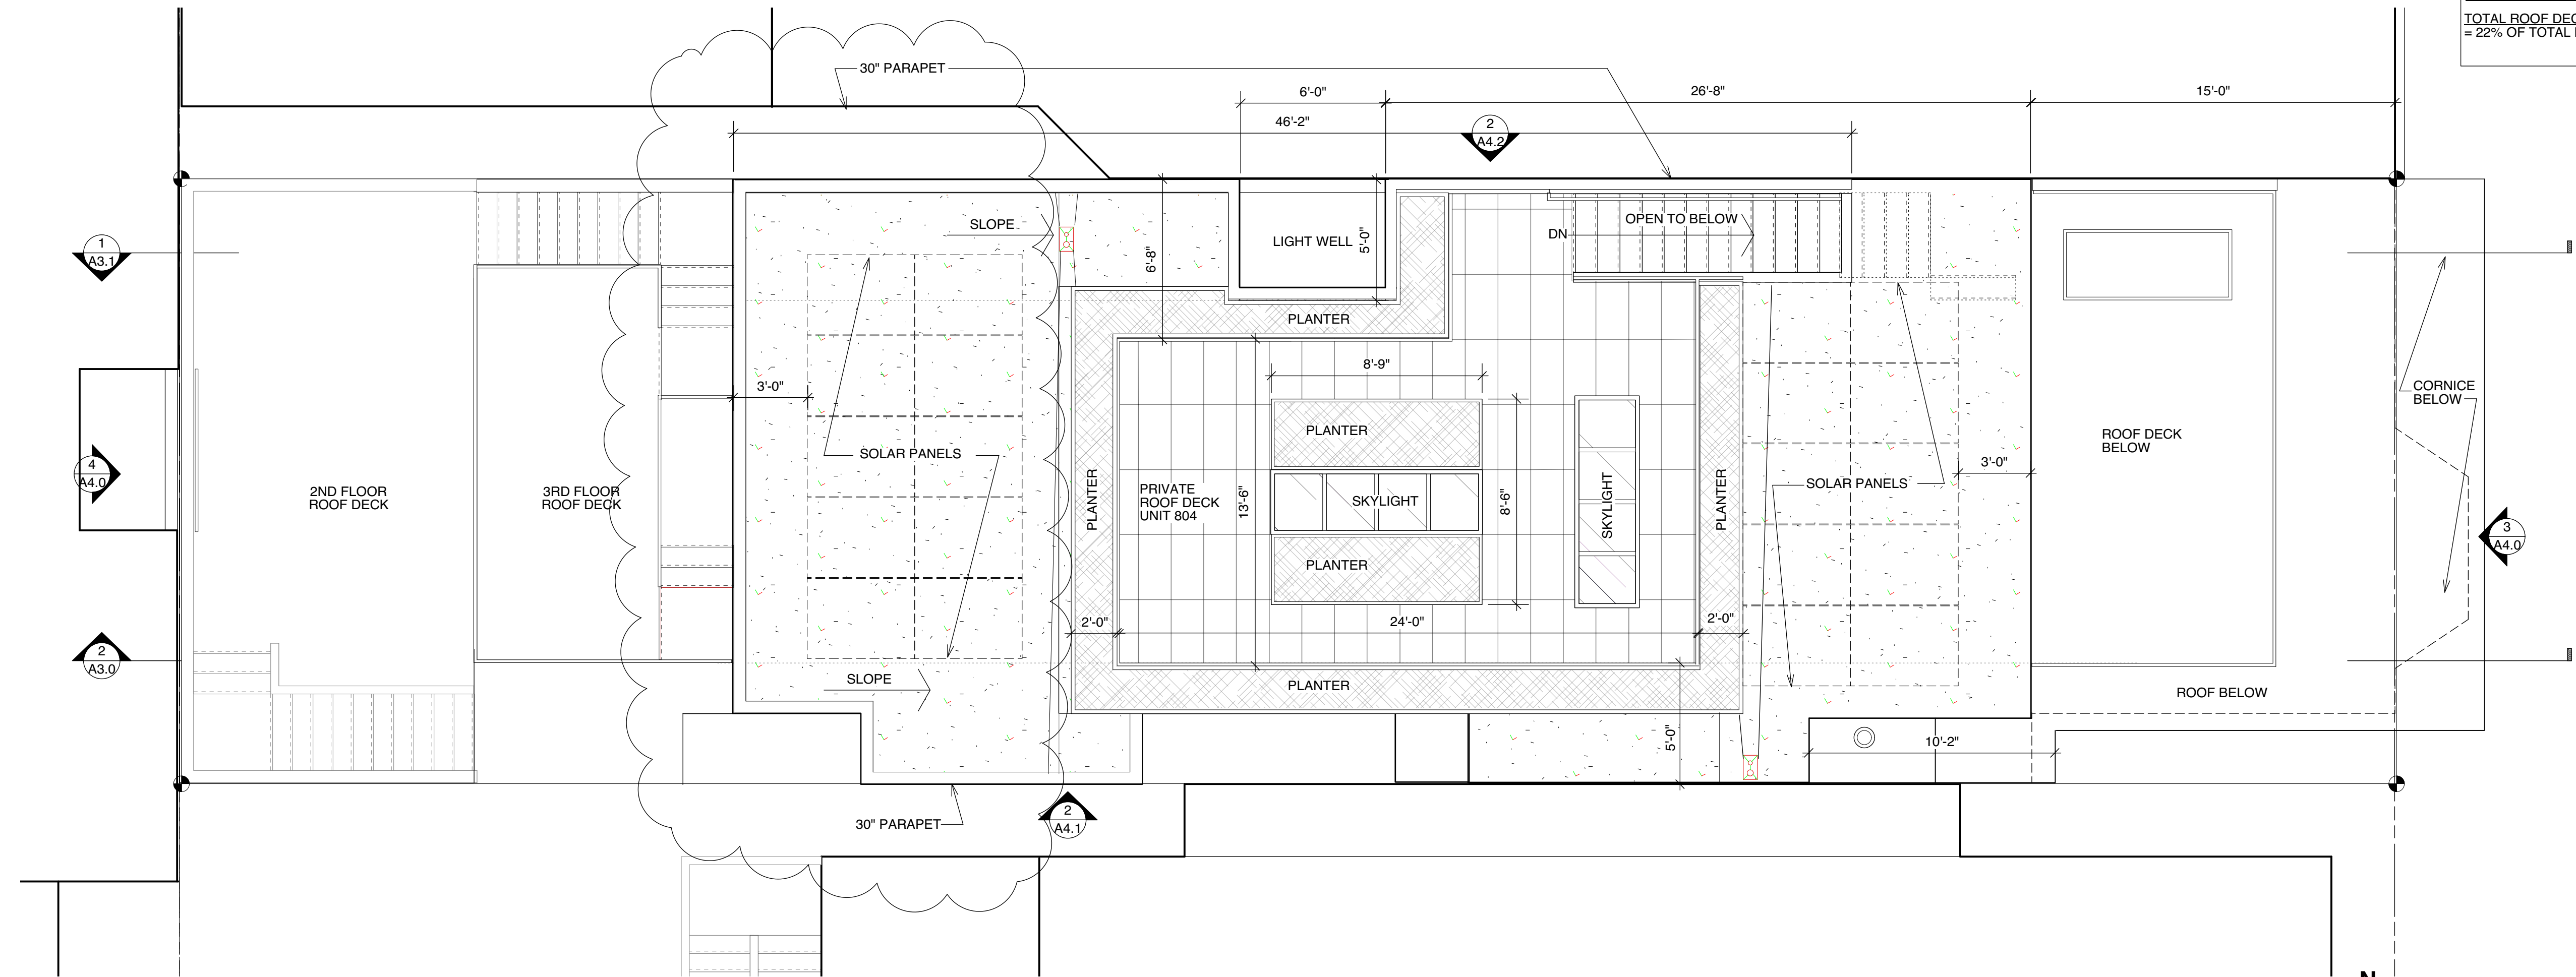 TOTAL ROOF DEC
= 22% OF TOTAL
30" PARAPET
6'-0"
26'-8"
15'-0"
46'-2"
2
A4.2
1
A3.1
SLOPE
6'-8"
LIGHT WELL
5'-0"
DN
OPEN TO BELOW
PLANTER
8'-9"
3'-0"
CORNICE
BELOW
PLANTER
ROOF DECK
BELOW
SOLAR PANELS
4
A4.0
3'-0"
2ND FLOOR
ROOF DECK
3RD FLOOR
ROOF DECK
PLANTER
PRIVATE
ROOF DECK
UNIT 804
13'-6"
SKYLIGHT
8'-6"
SKYLIGHT
PLANTER
SOLAR PANELS
3
A4.0
PLANTER
2'-0"
24'-0"
2'-0"
2
A3.0
SLOPE
PLANTER
ROOF BELOW
5'-0"
10'-2"
30" PARAPET
2
A4.1
N